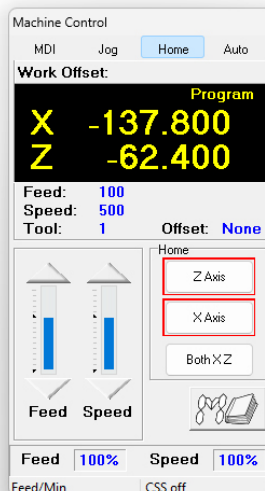 Machine Control
MDI Jog Home Auto
Work Offset:
Program
X -137.800
Z -62.400
Feed: 100
Speed: 500
Tool: 1 Offset: None
Home
Z Axis
X Axis
Both X Z
Feed Speed
Feed 100% Speed 100%
Feed/Min CSS off